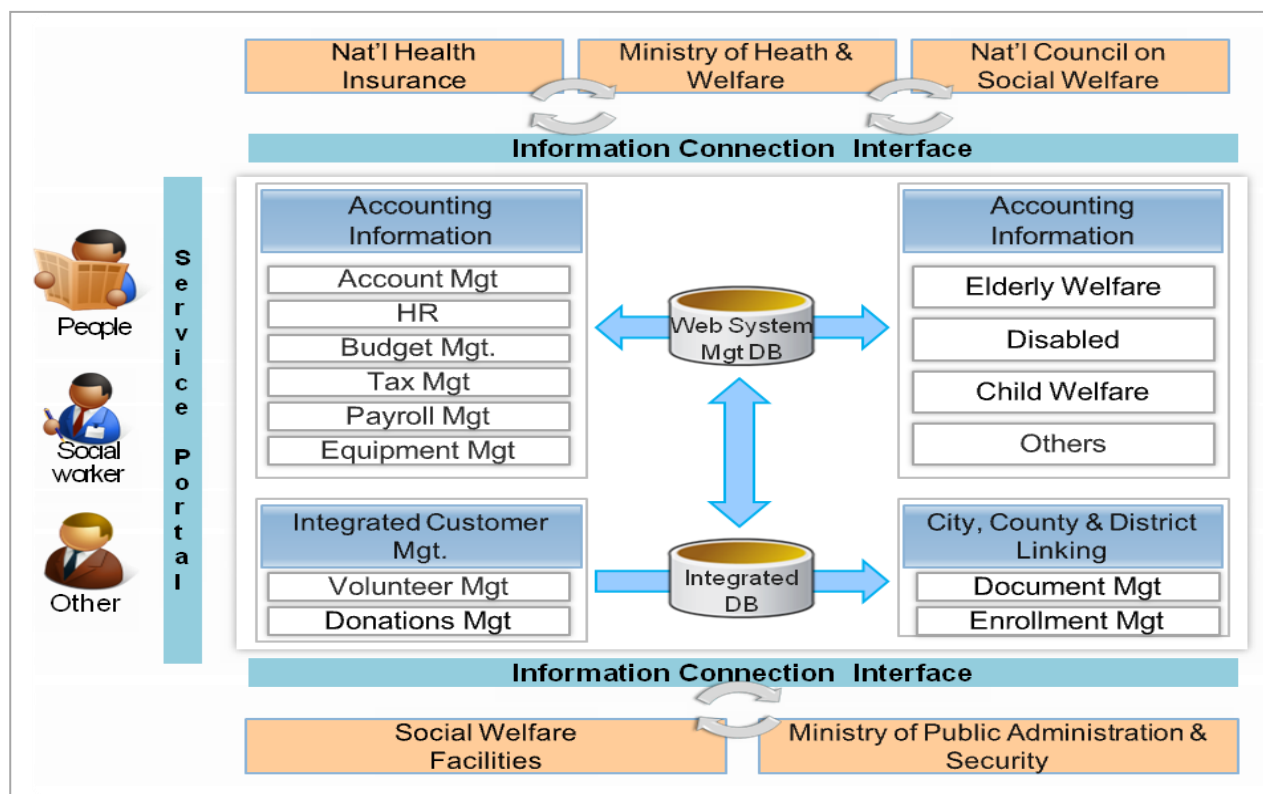 Nat'l Health
Insurance
Ministry of Heath &
Welfare
Nat'l Council on
Social Welfare
Information Connection Interface
People
Social
worker
Other
Service Portal
Accounting
Information
Account Mgt
HR
Budget Mgt.
Tax Mgt
Payroll Mgt
Equipment Mgt
Integrated Customer
Mgt.
Volunteer Mgt
Donations Mgt
Web System
Mgt DB
Integrated
DB
Accounting
Information
Elderly Welfare
Disabled
Child Welfare
Others
City, County & District
Linking
Document Mgt
Enrollment Mgt
Information Connection Interface
Social Welfare
Facilities
Ministry of Public Administration &
Security